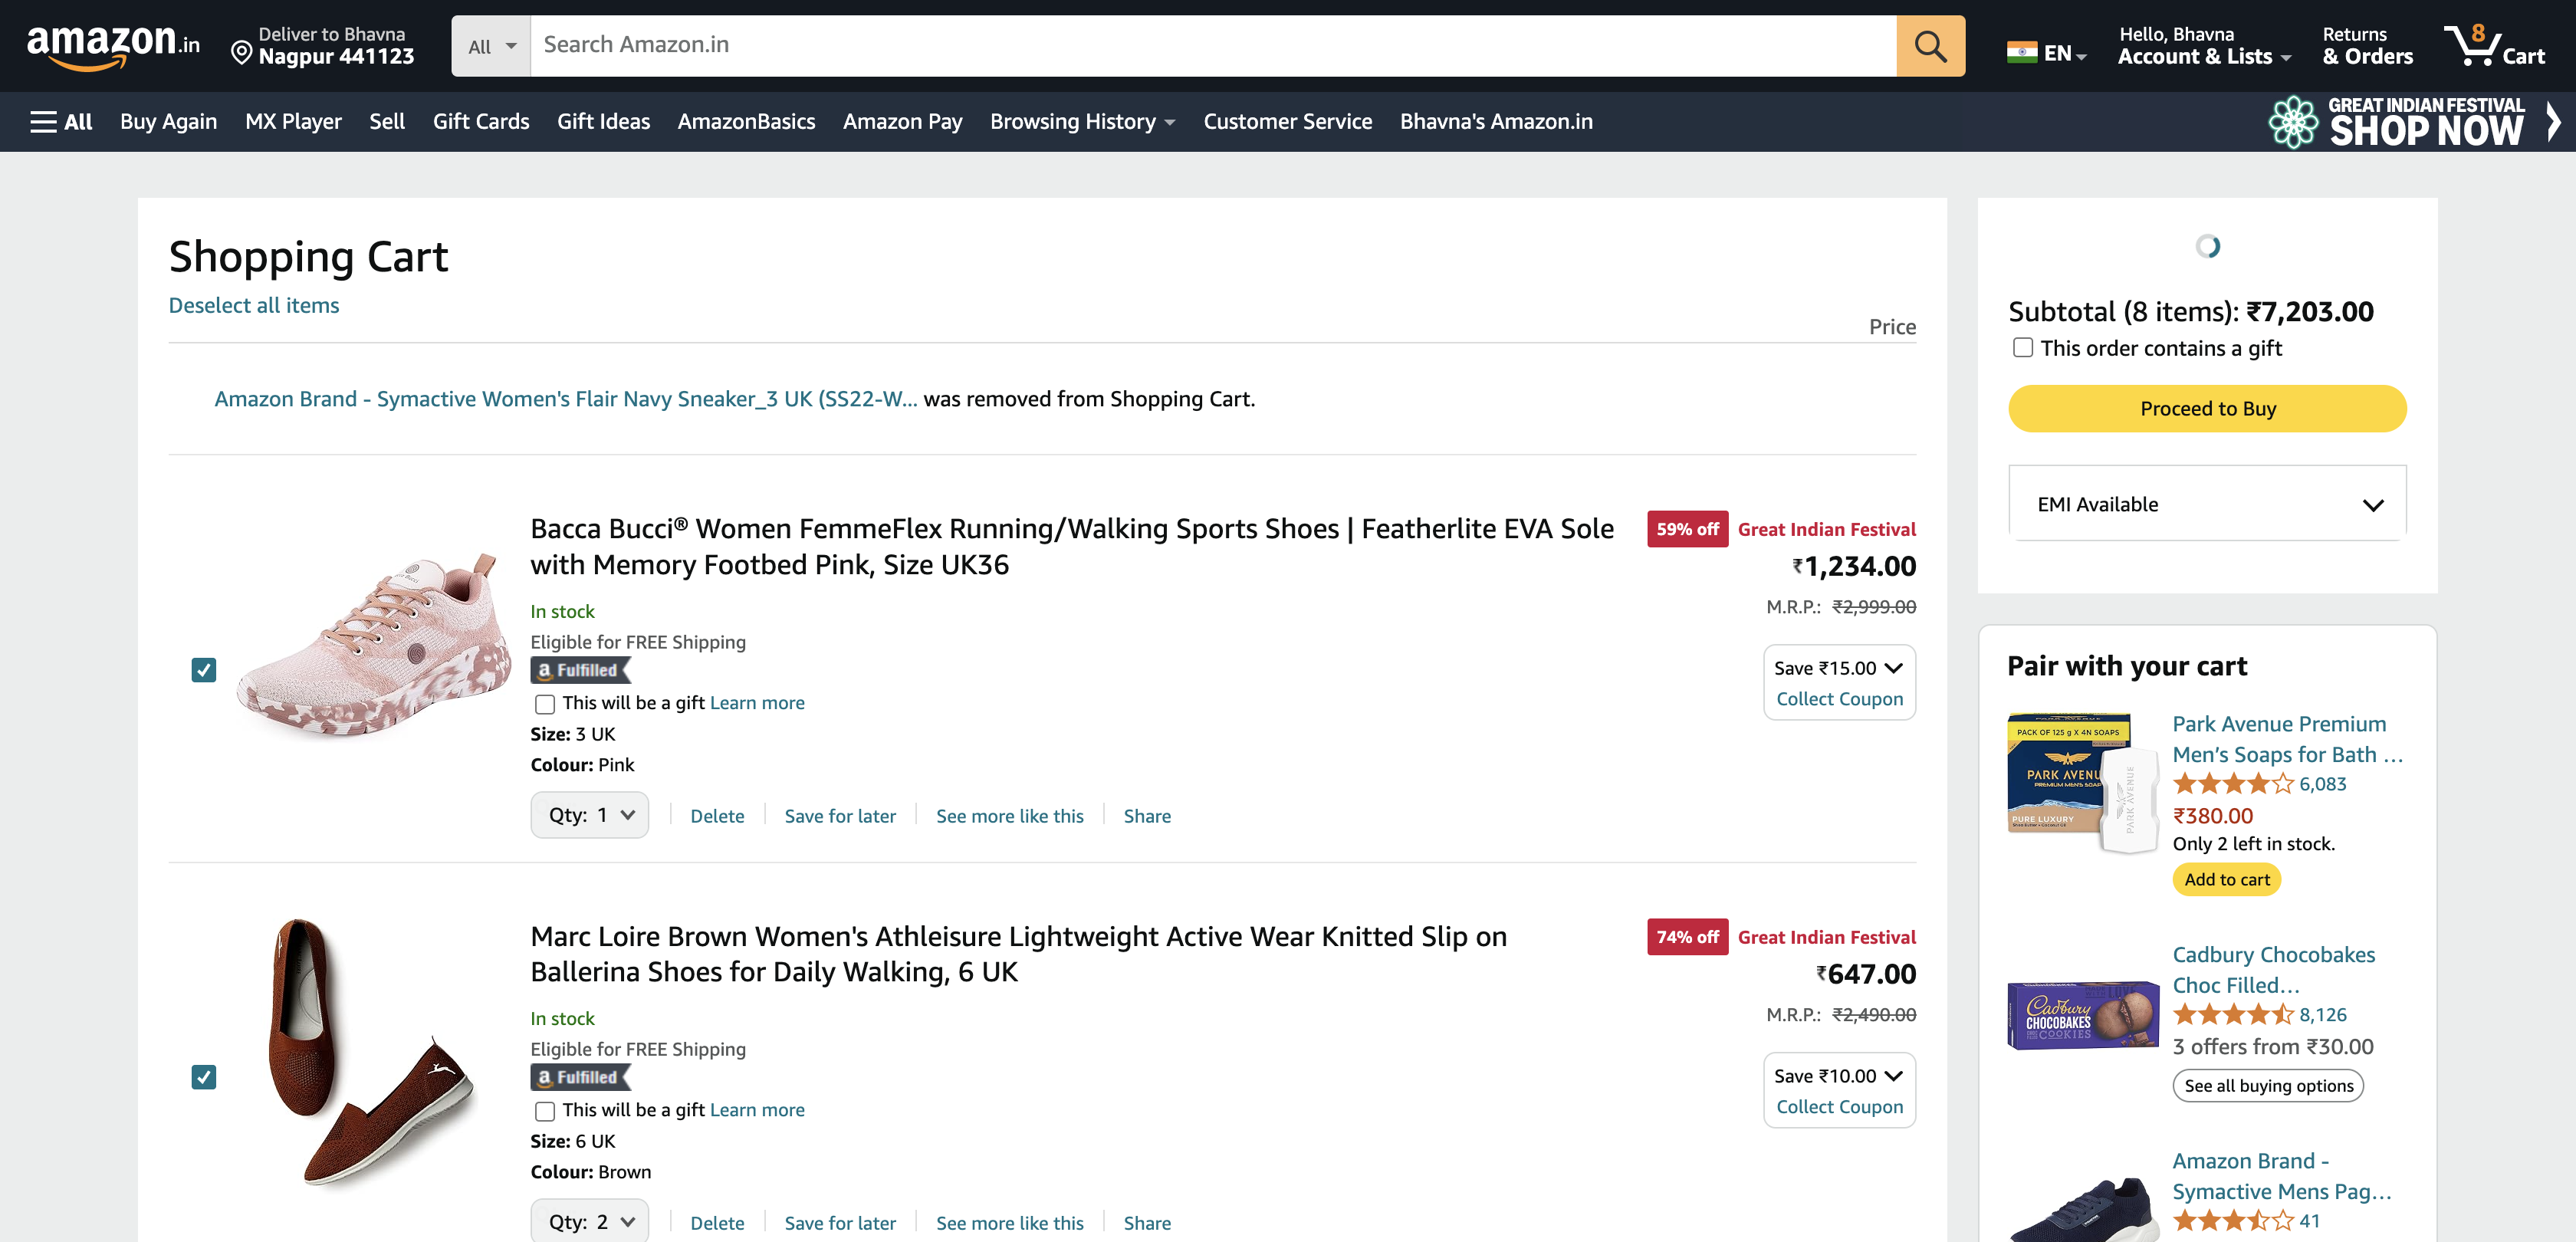 amazon.in
Deliver to Bhavna
Nagpur 441123
All
Search Amazon.in
EN
Hello, Bhavna
Account & Lists
Returns
& Orders
8
Cart
All
Buy Again
MX Player
Sell
Gift Cards
Gift Ideas
AmazonBasics
Amazon Pay
Browsing History
Customer Service
Bhavna's Amazon.in
GREAT INDIAN FESTIVAL
SHOP NOW
Shopping Cart
Deselect all items
Price
Amazon Brand - Symactive Women's Flair Navy Sneaker_3 UK (SS22-W... was removed from Shopping Cart.
Bacca Bucci® Women FemmeFlex Running/Walking Sports Shoes | Featherlite EVA Sole
with Memory Footbed Pink, Size UK36
In stock
Eligible for FREE Shipping
a Fulfilled
This will be a gift Learn more
Size: 3 UK
Colour: Pink
Qty: 1
Delete
Save for later
See more like this
Share
59% off
Great Indian Festival
₹1,234.00
M.R.P.: ₹2,999.00
Save ₹15.00
Collect Coupon
Marc Loire Brown Women's Athleisure Lightweight Active Wear Knitted Slip on
Ballerina Shoes for Daily Walking, 6 UK
In stock
Eligible for FREE Shipping
a Fulfilled
This will be a gift Learn more
Size: 6 UK
Colour: Brown
Qty: 2
Delete
Save for later
See more like this
Share
74% off
Great Indian Festival
₹647.00
M.R.P.: ₹2,490.00
Save ₹10.00
Collect Coupon
Subtotal (8 items): ₹7,203.00
This order contains a gift
Proceed to Buy
EMI Available
Pair with your cart
PACK OF 125 g X 4N SOAPS
PARK AVENU
PREMIUM MEN'S SOAP
PURE LUXURY
PARK AVENUE
Park Avenue Premium
Men's Soaps for Bath ...
6,083
₹380.00
Only 2 left in stock.
Add to cart
Cadbury
CHOCOBAKES
COOKIES
Cadbury Chocobakes
Choc Filled...
8,126
3 offers from ₹30.00
See all buying options
Amazon Brand -
Symactive Mens Pag...
41